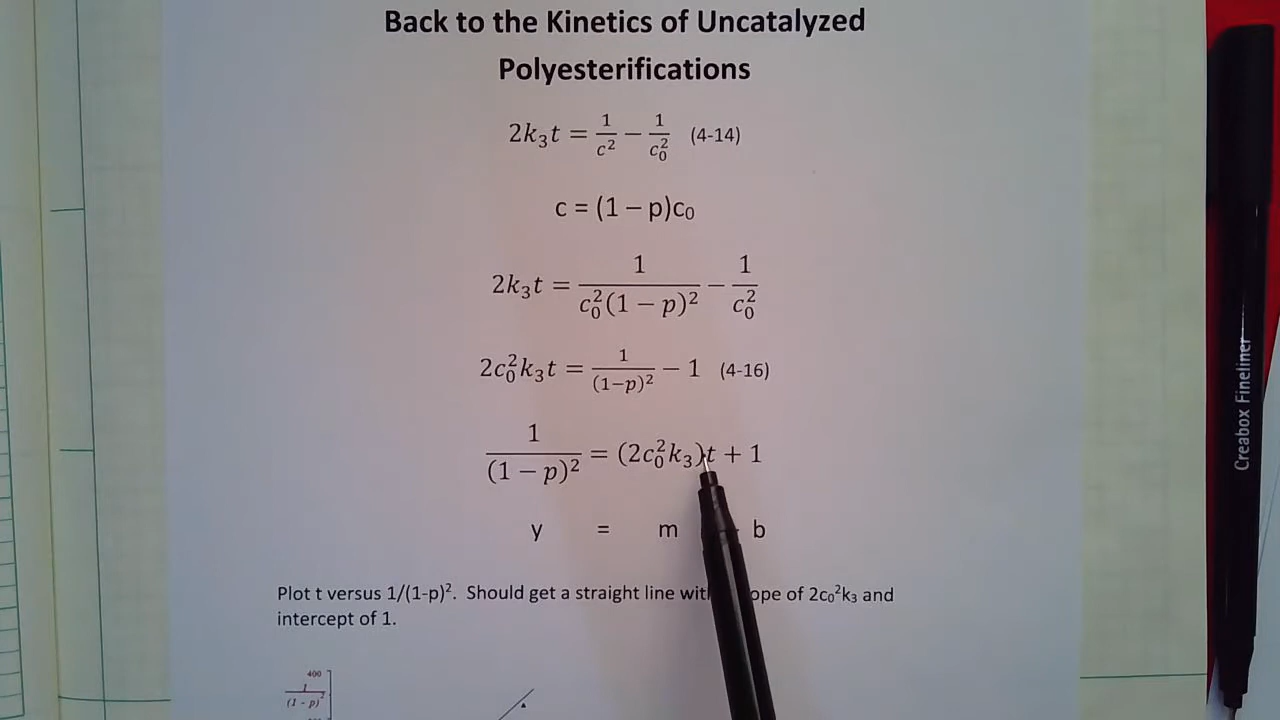 Back to the Kinetics of Uncatalyzed
Polyesterifications
2k₃t = 1/c² − 1/c₀² (4-14)
c = (1 – p)c₀
2k₃t = 1/(c₀²(1 − p)²) − 1/c₀²
2c₀²k₃t = 1/(1−p)² − 1 (4-16)
1/(1 − p)² = (2c₀²k₃)t + 1
y = m b
Plot t versus 1/(1-p)². Should get a straight line of 2c₀²k₃ and
intercept of 1.
400
1/(1 - p)²
Creabox Fineliner